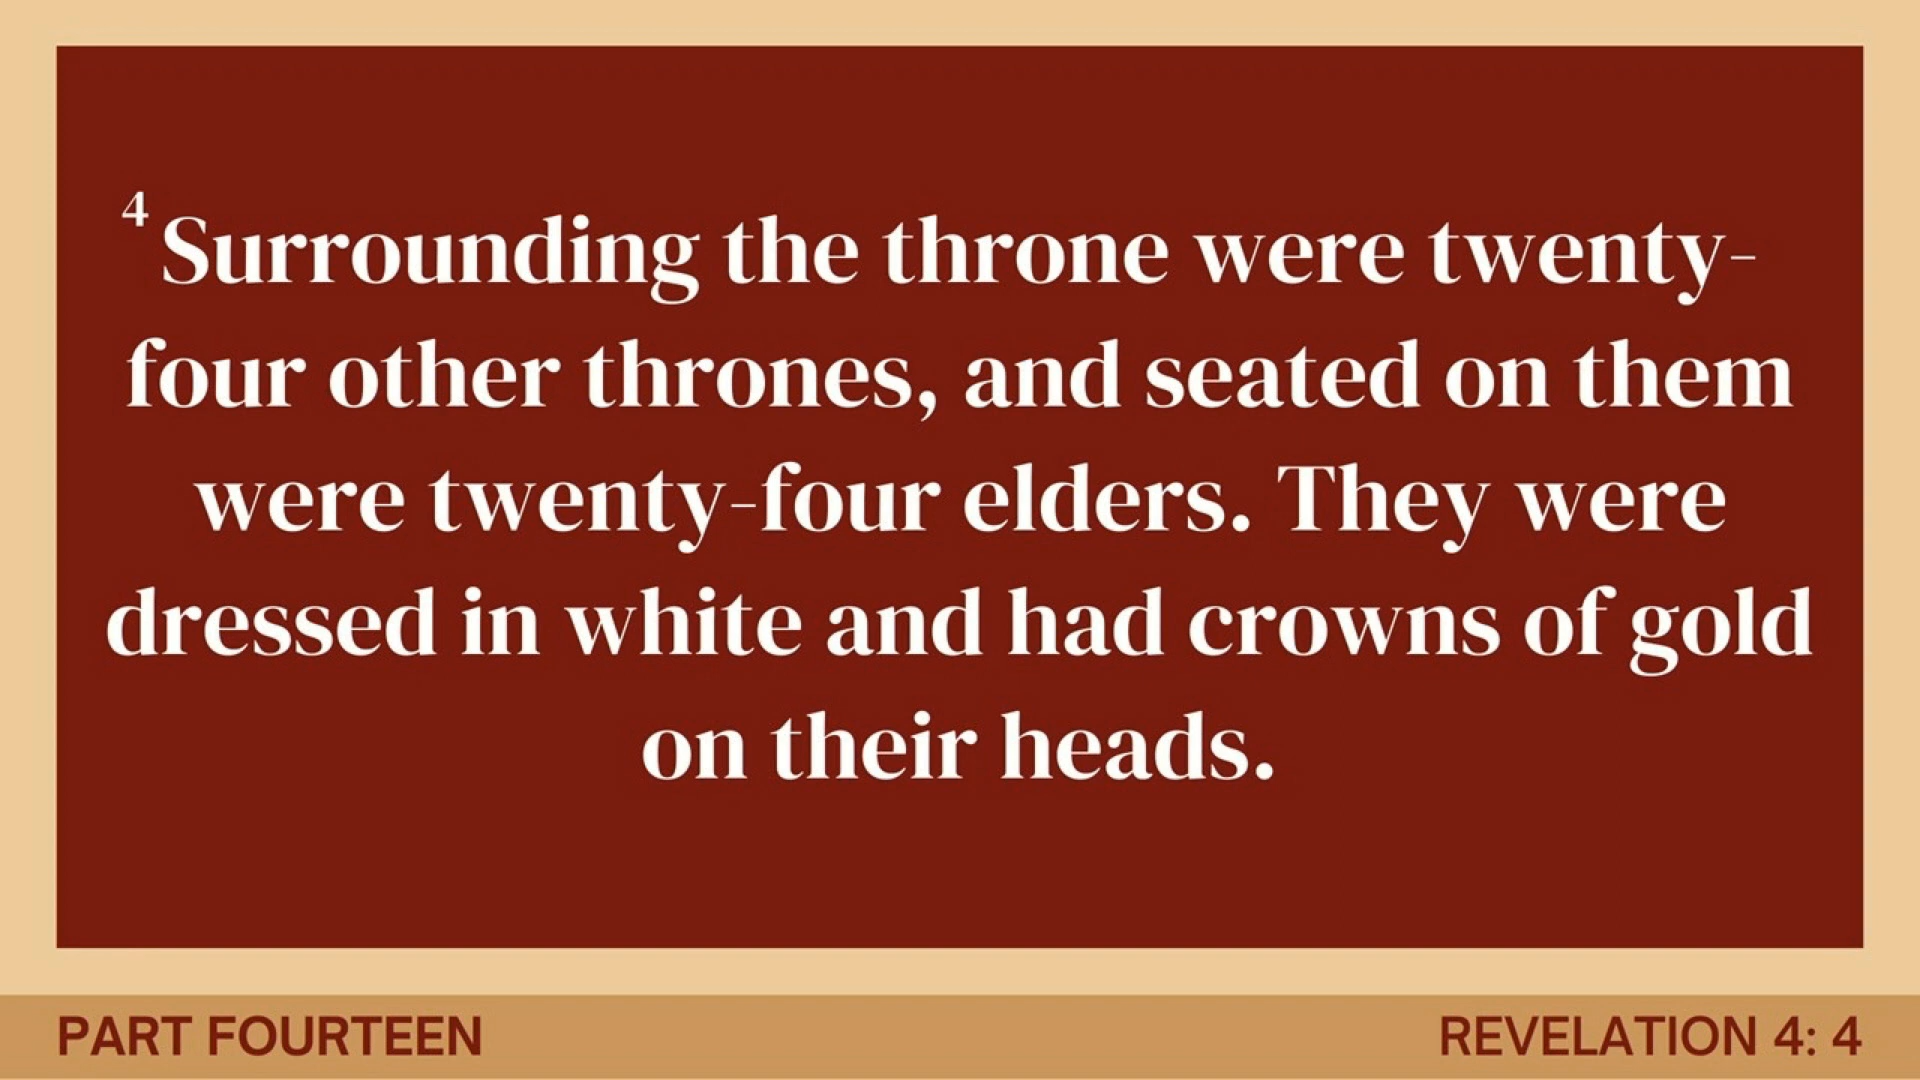 4 Surrounding the throne were twenty-
four other thrones, and seated on them
were twenty-four elders. They were
dressed in white and had crowns of gold
on their heads.
PART FOURTEEN
REVELATION 4: 4